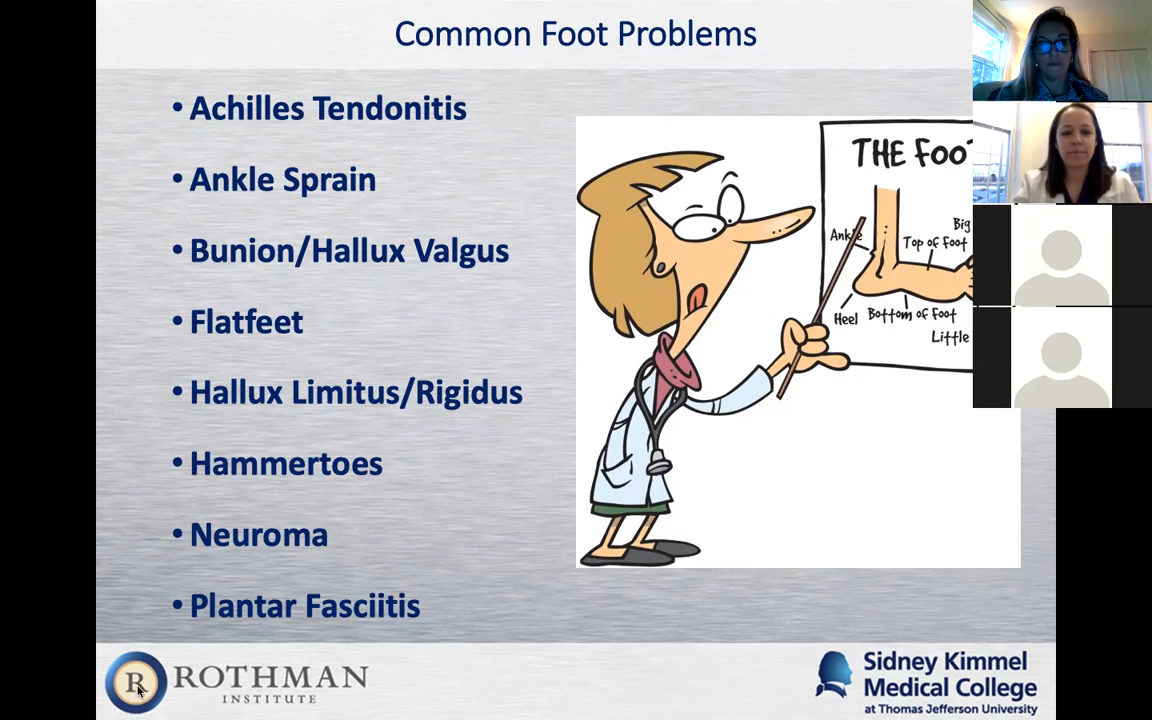 Common Foot Problems
• Achilles Tendonitis
• Ankle Sprain
• Bunion/Hallux Valgus
• Flatfeet
• Hallux Limitus/Rigidus
• Hammertoes
• Neuroma
• Plantar Fasciitis
THE FOO
Big
Ankle
Top of Foot
Heel
Bottom of Foot
Little
R
ROTHMAN
INSTITUTE
Sidney Kimmel
Medical College
at Thomas Jefferson University